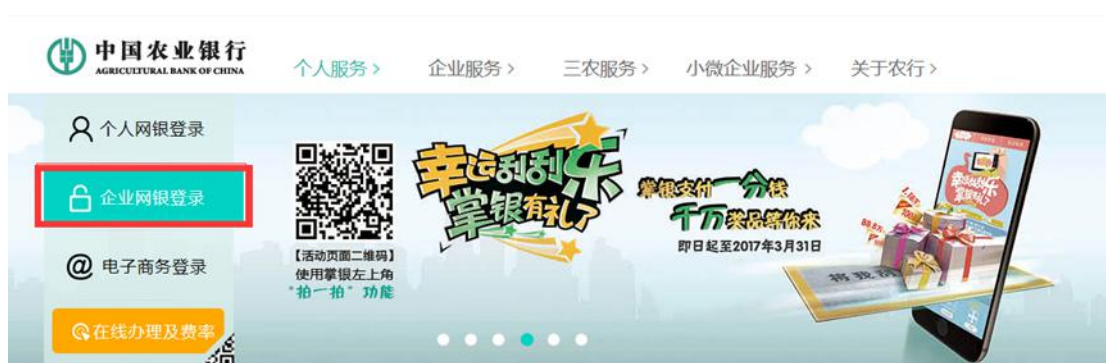 中国农业银行
AGRICULTURAL BANK OF CHINA
个人服务 >
企业服务 >
三农服务 >
小微企业服务 >
关于农行 >
个人网银登录
企业网银登录
@ 电子商务登录
在线办理及费率
【活动页面二维码】
使用掌银左上角
“拍一拍”功能
幸运刮刮乐
掌银有礼了
掌银支付一分钱
千万奖品等你来
即日起至2017年3月31日